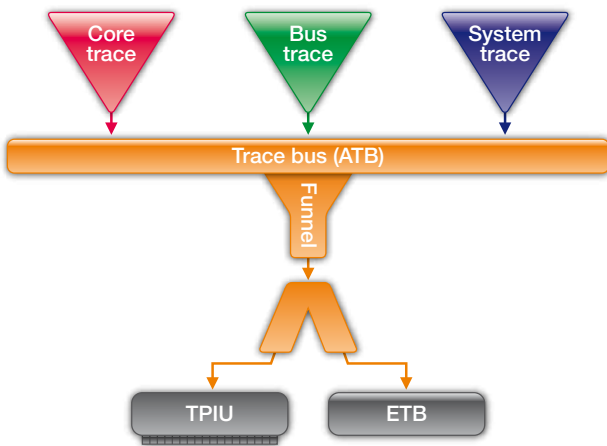 Core
trace
Bus
trace
System
trace
Trace bus (ATB)
Funnel
TPIU
ETB